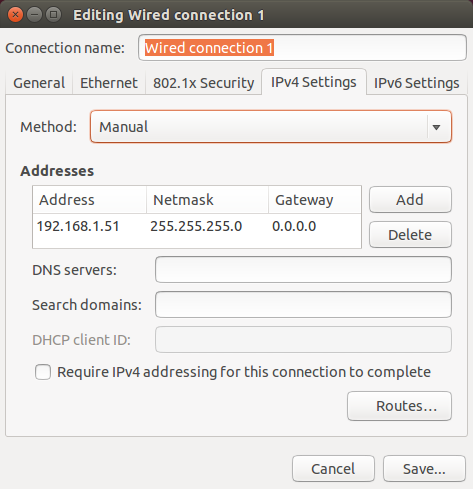 Editing Wired connection 1
Connection name: Wired connection 1
General Ethernet 802.1x Security IPv4 Settings IPv6 Settings
Method: Manual
Addresses
Address Netmask Gateway
Add
192.168.1.51 255.255.255.0 0.0.0.0
Delete
DNS servers:
Search domains:
DHCP client ID:
Require IPv4 addressing for this connection to complete
Routes…
Cancel Save...